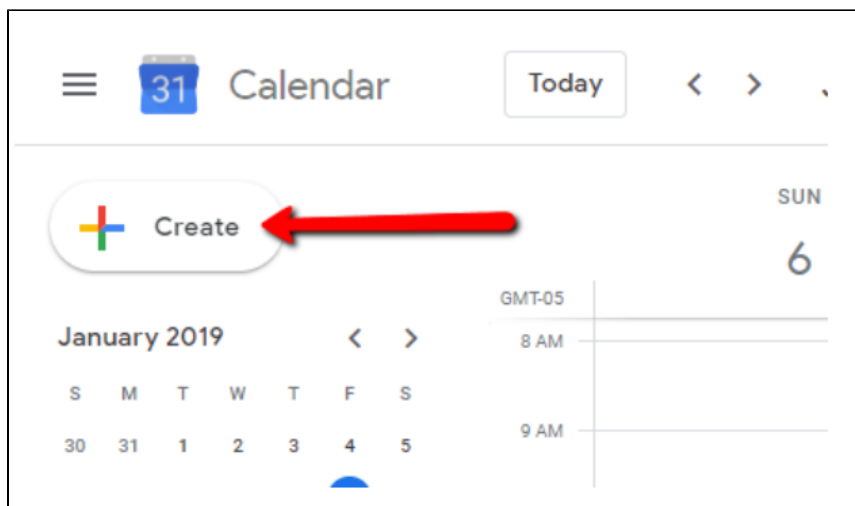 31 Calendar Today
Create
SUN
6
GMT-05
January 2019
8 AM
S M T W T F S
30 31 1 2 3 4 5
9 AM